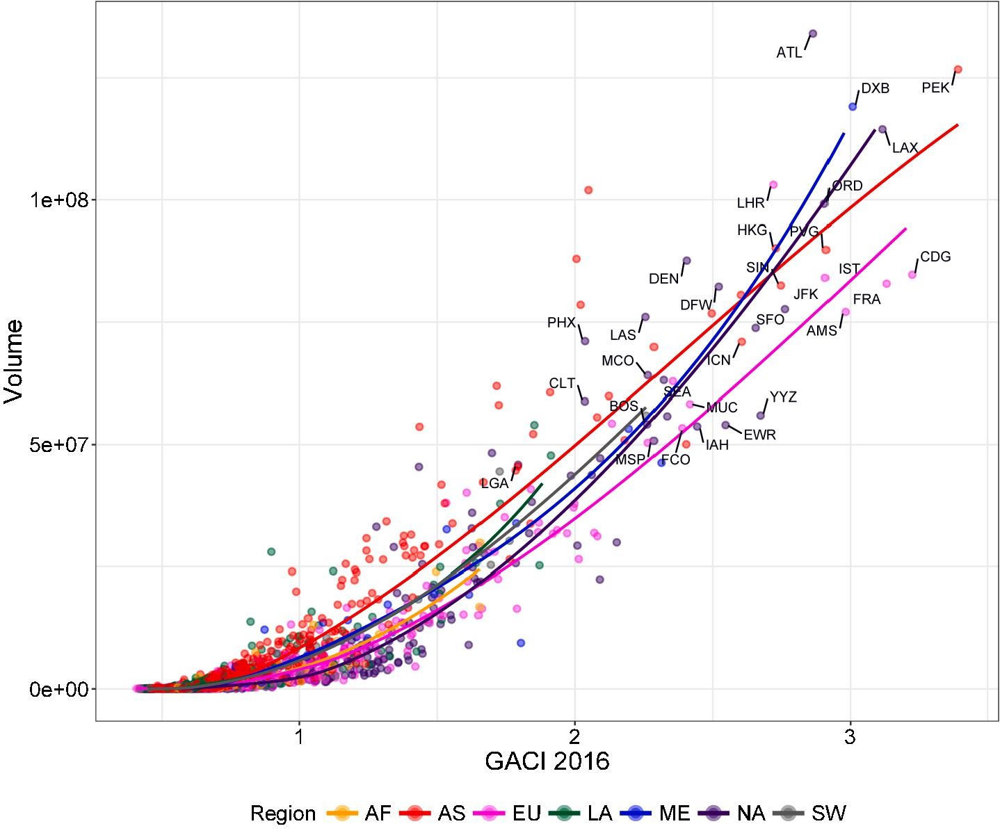 ATL
PEK
DXB
LAX
ORD
LHR
1e+08
HKG
PVG
CDG
SIN
IST
DEN
JFK
FRA
DFW
SFO
PHX
LAS
AMS
MCO
ICN
CLT
SEA
YYZ
BOS
MUC
EWR
5e+07
IAH
MSP
FCO
LGA
0e+00
Volume
1
2
3
GACI 2016
Region AF AS EU LA ME NA SW